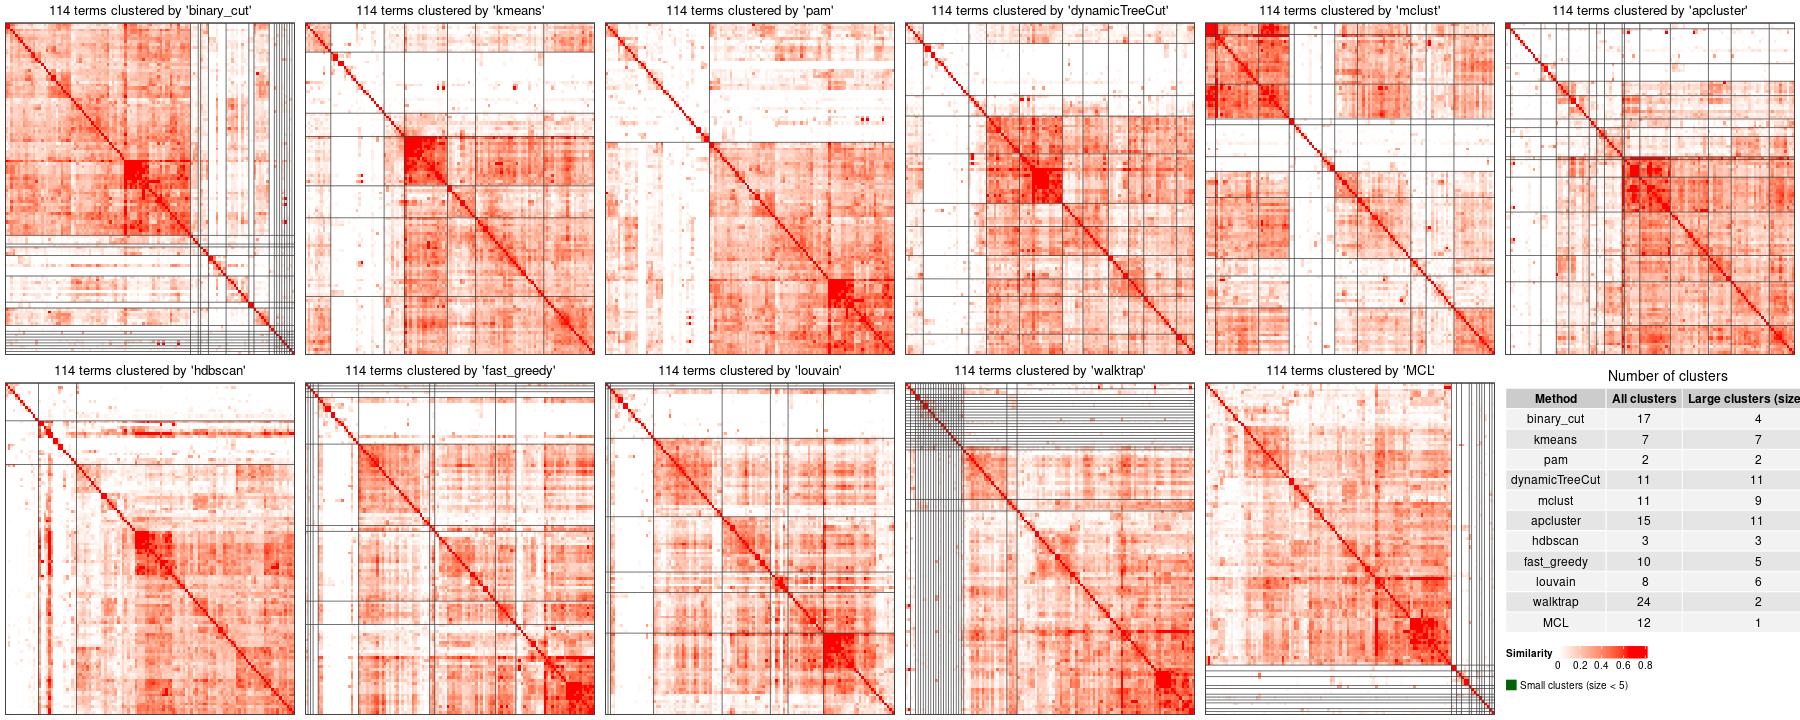 114 terms clustered by 'binary_cut'
114 terms clustered by 'kmeans'
114 terms clustered by 'pam'
114 terms clustered by 'dynamicTreeCut'
114 terms clustered by 'mclust'
114 terms clustered by 'apcluster'
114 terms clustered by 'hdbscan'
114 terms clustered by 'fast_greedy'
114 terms clustered by 'louvain'
114 terms clustered by 'walktrap'
114 terms clustered by 'MCL'
Number of clusters
Method All clusters Large clusters (size
binary_cut 17 4
kmeans 7 7
pam 2 2
dynamicTreeCut 11 11
mclust 11 9
apcluster 15 11
hdbscan 3 3
fast_greedy 10 5
louvain 8 6
walktrap 24 2
MCL 12 1
Similarity
0 0.2 0.4 0.6 0.8
Small clusters (size < 5)